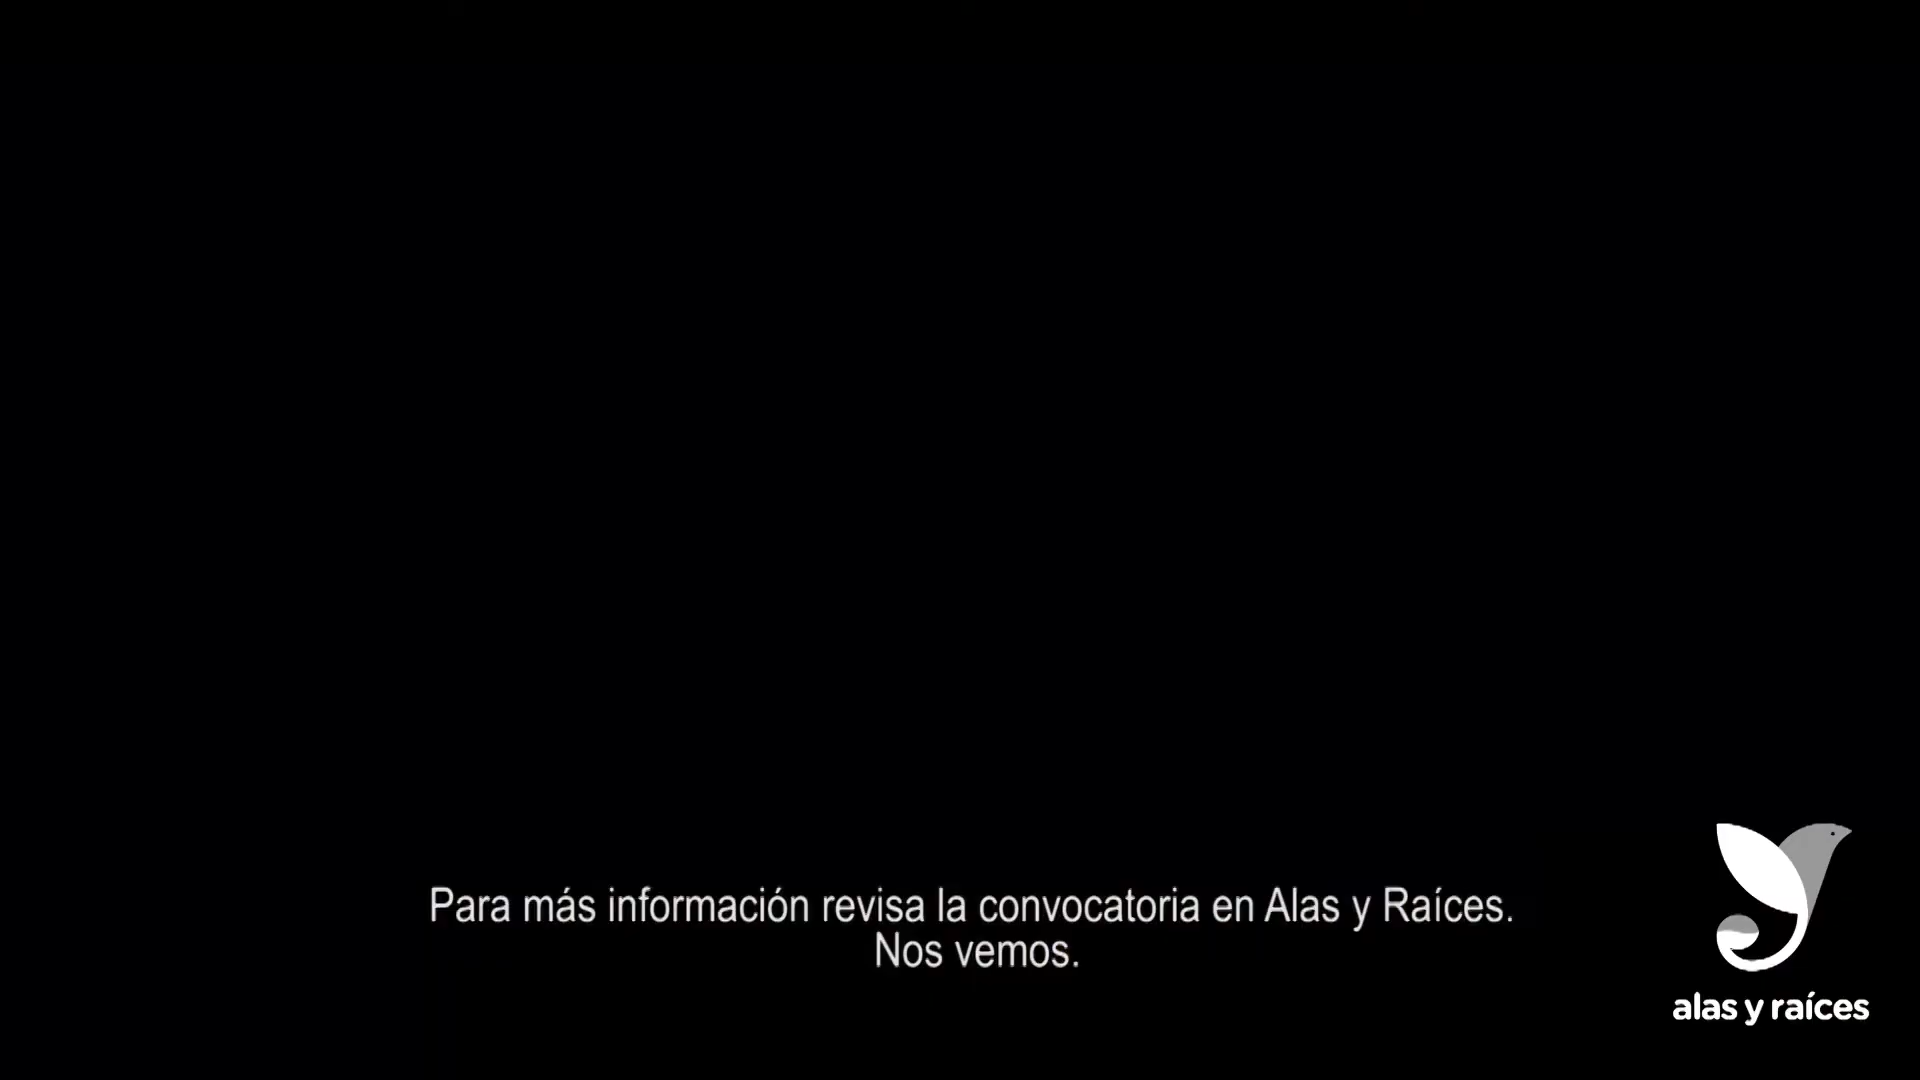 Para más información revisa la convocatoria en Alas y Raíces.
Nos vemos.
alas y raíces